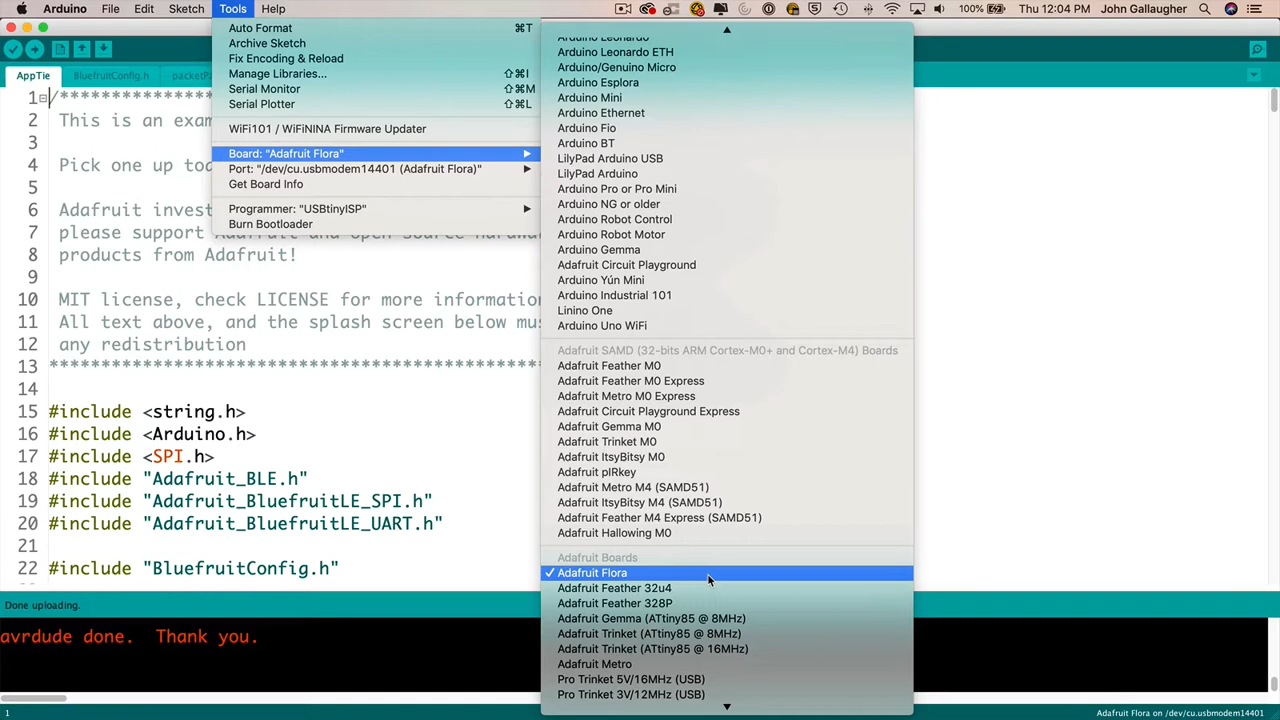 Arduino File Edit Sketch Tools Help 100% Thu 12:04 PM John Gallaugher
Auto Format ⌘T
Archive Sketch
Fix Encoding & Reload
Manage Libraries... ⇧⌘I
Serial Monitor ⇧⌘M
Serial Plotter ⇧⌘L
WiFi101 / WiFiNINA Firmware Updater
Board: "Adafruit Flora"
Port: "/dev/cu.usbmodem14401 (Adafruit Flora)"
Get Board Info
Programmer: "USBtinyISP"
Burn Bootloader
Arduino Leonardo
Arduino Leonardo ETH
Arduino/Genuino Micro
Arduino Esplora
Arduino Mini
Arduino Ethernet
Arduino Fio
Arduino BT
LilyPad Arduino USB
LilyPad Arduino
Arduino Pro or Pro Mini
Arduino NG or older
Arduino Robot Control
Arduino Robot Motor
Arduino Gemma
Adafruit Circuit Playground
Arduino Yún Mini
Arduino Industrial 101
Linino One
Arduino Uno WiFi
Adafruit SAMD (32-bits ARM Cortex-M0+ and Cortex-M4) Boards
Adafruit Feather M0
Adafruit Feather M0 Express
Adafruit Metro M0 Express
Adafruit Circuit Playground Express
Adafruit Gemma M0
Adafruit Trinket M0
Adafruit ItsyBitsy M0
Adafruit pIRkey
Adafruit Metro M4 (SAMD51)
Adafruit ItsyBitsy M4 (SAMD51)
Adafruit Feather M4 Express (SAMD51)
Adafruit Hallowing M0
Adafruit Boards
✓ Adafruit Flora
Adafruit Feather 32u4
Adafruit Feather 328P
Adafruit Gemma (ATtiny85 @ 8MHz)
Adafruit Trinket (ATtiny85 @ 8MHz)
Adafruit Trinket (ATtiny85 @ 16MHz)
Adafruit Metro
Pro Trinket 5V/16MHz (USB)
Pro Trinket 3V/12MHz (USB)
AppTie BluefruitConfig.h
1 /*********************************************
2 This is an
3
4 Pick one up
5
6 Adafruit
7 please support Adafruit and open source
8 products from Adafruit!
9
10 MIT license, check LICENSE for more information
11 All text above, and the splash screen below
12 any redistribution
13 *********************************************
14
15 #include <string.h>
16 #include <Arduino.h>
17 #include <SPI.h>
18 #include "Adafruit_BLE.h"
19 #include "Adafruit_BluefruitLE_SPI.h"
20 #include "Adafruit_BluefruitLE_UART.h"
21
22 #include "BluefruitConfig.h"
Done uploading.
avrdude done. Thank you.
1 Adafruit Flora on /dev/cu.usbmodem14401